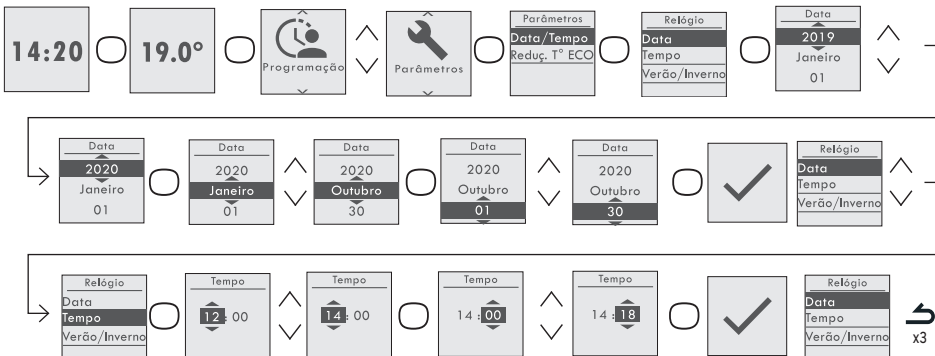 14:20
19.0°
Programação
Parâmetros
Parâmetros
Data/Tempo
Reduç. T° ECO
Relógio
Data
Tempo
Verão/Inverno
Data
2019
Janeiro
01
Data
2020
Janeiro
01
Data
2020
Janeiro
01
Data
2020
Outubro
30
Data
2020
Outubro
01
Data
2020
Outubro
30
Relógio
Data
Tempo
Verão/Inverno
Relógio
Data
Tempo
Verão/Inverno
Tempo
12 : 00
Tempo
14 : 00
Tempo
14 : 00
Tempo
14 : 18
Relógio
Data
Tempo
Verão/Inverno
x3